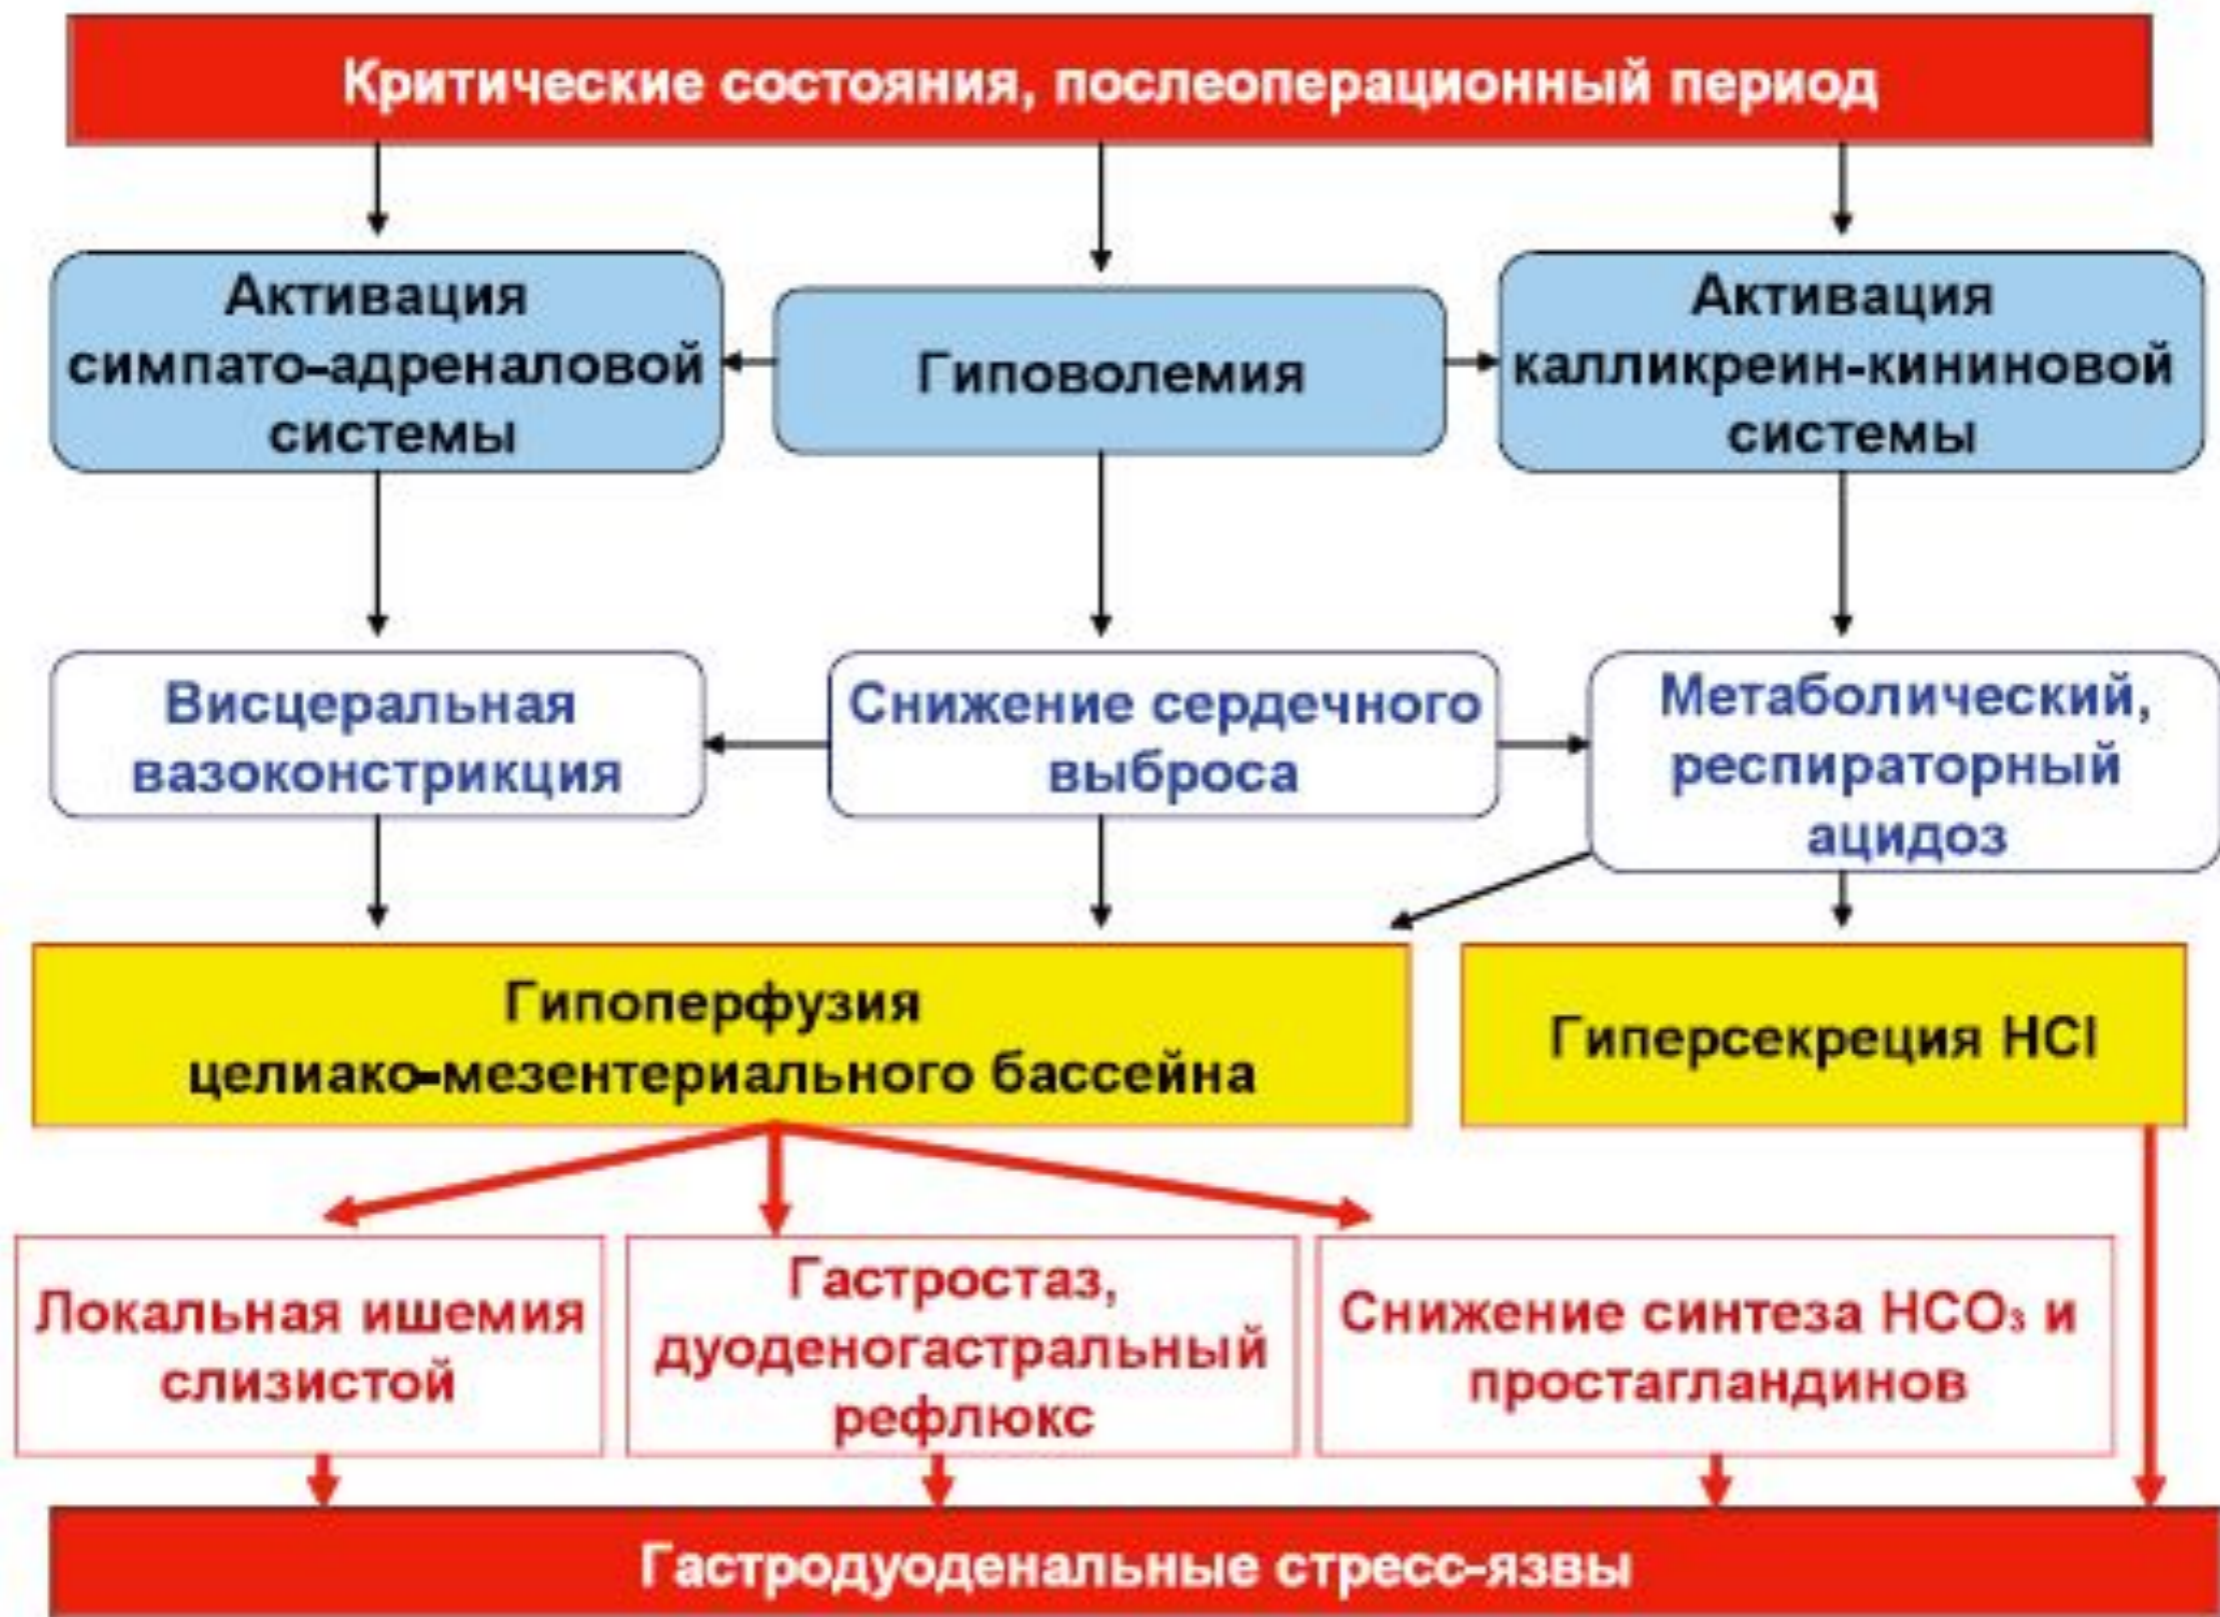 Критические состояния, послеоперационный период
Активация
симпато-адреналовой
системы
Гиповолемия
Активация
калликреин-кининовой
системы
Висцеральная
вазоконстрикция
Снижение сердечного
выброса
Метаболический,
респираторный
ацидоз
Гипоперфузия
целиако-мезентериального бассейна
Гиперсекреция HCl
Локальная ишемия
слизистой
Гастростаз,
дуоденогастральный
рефлюкс
Снижение синтеза HCO₃ и
простагландинов
Гастродуоденальные стресс-язвы